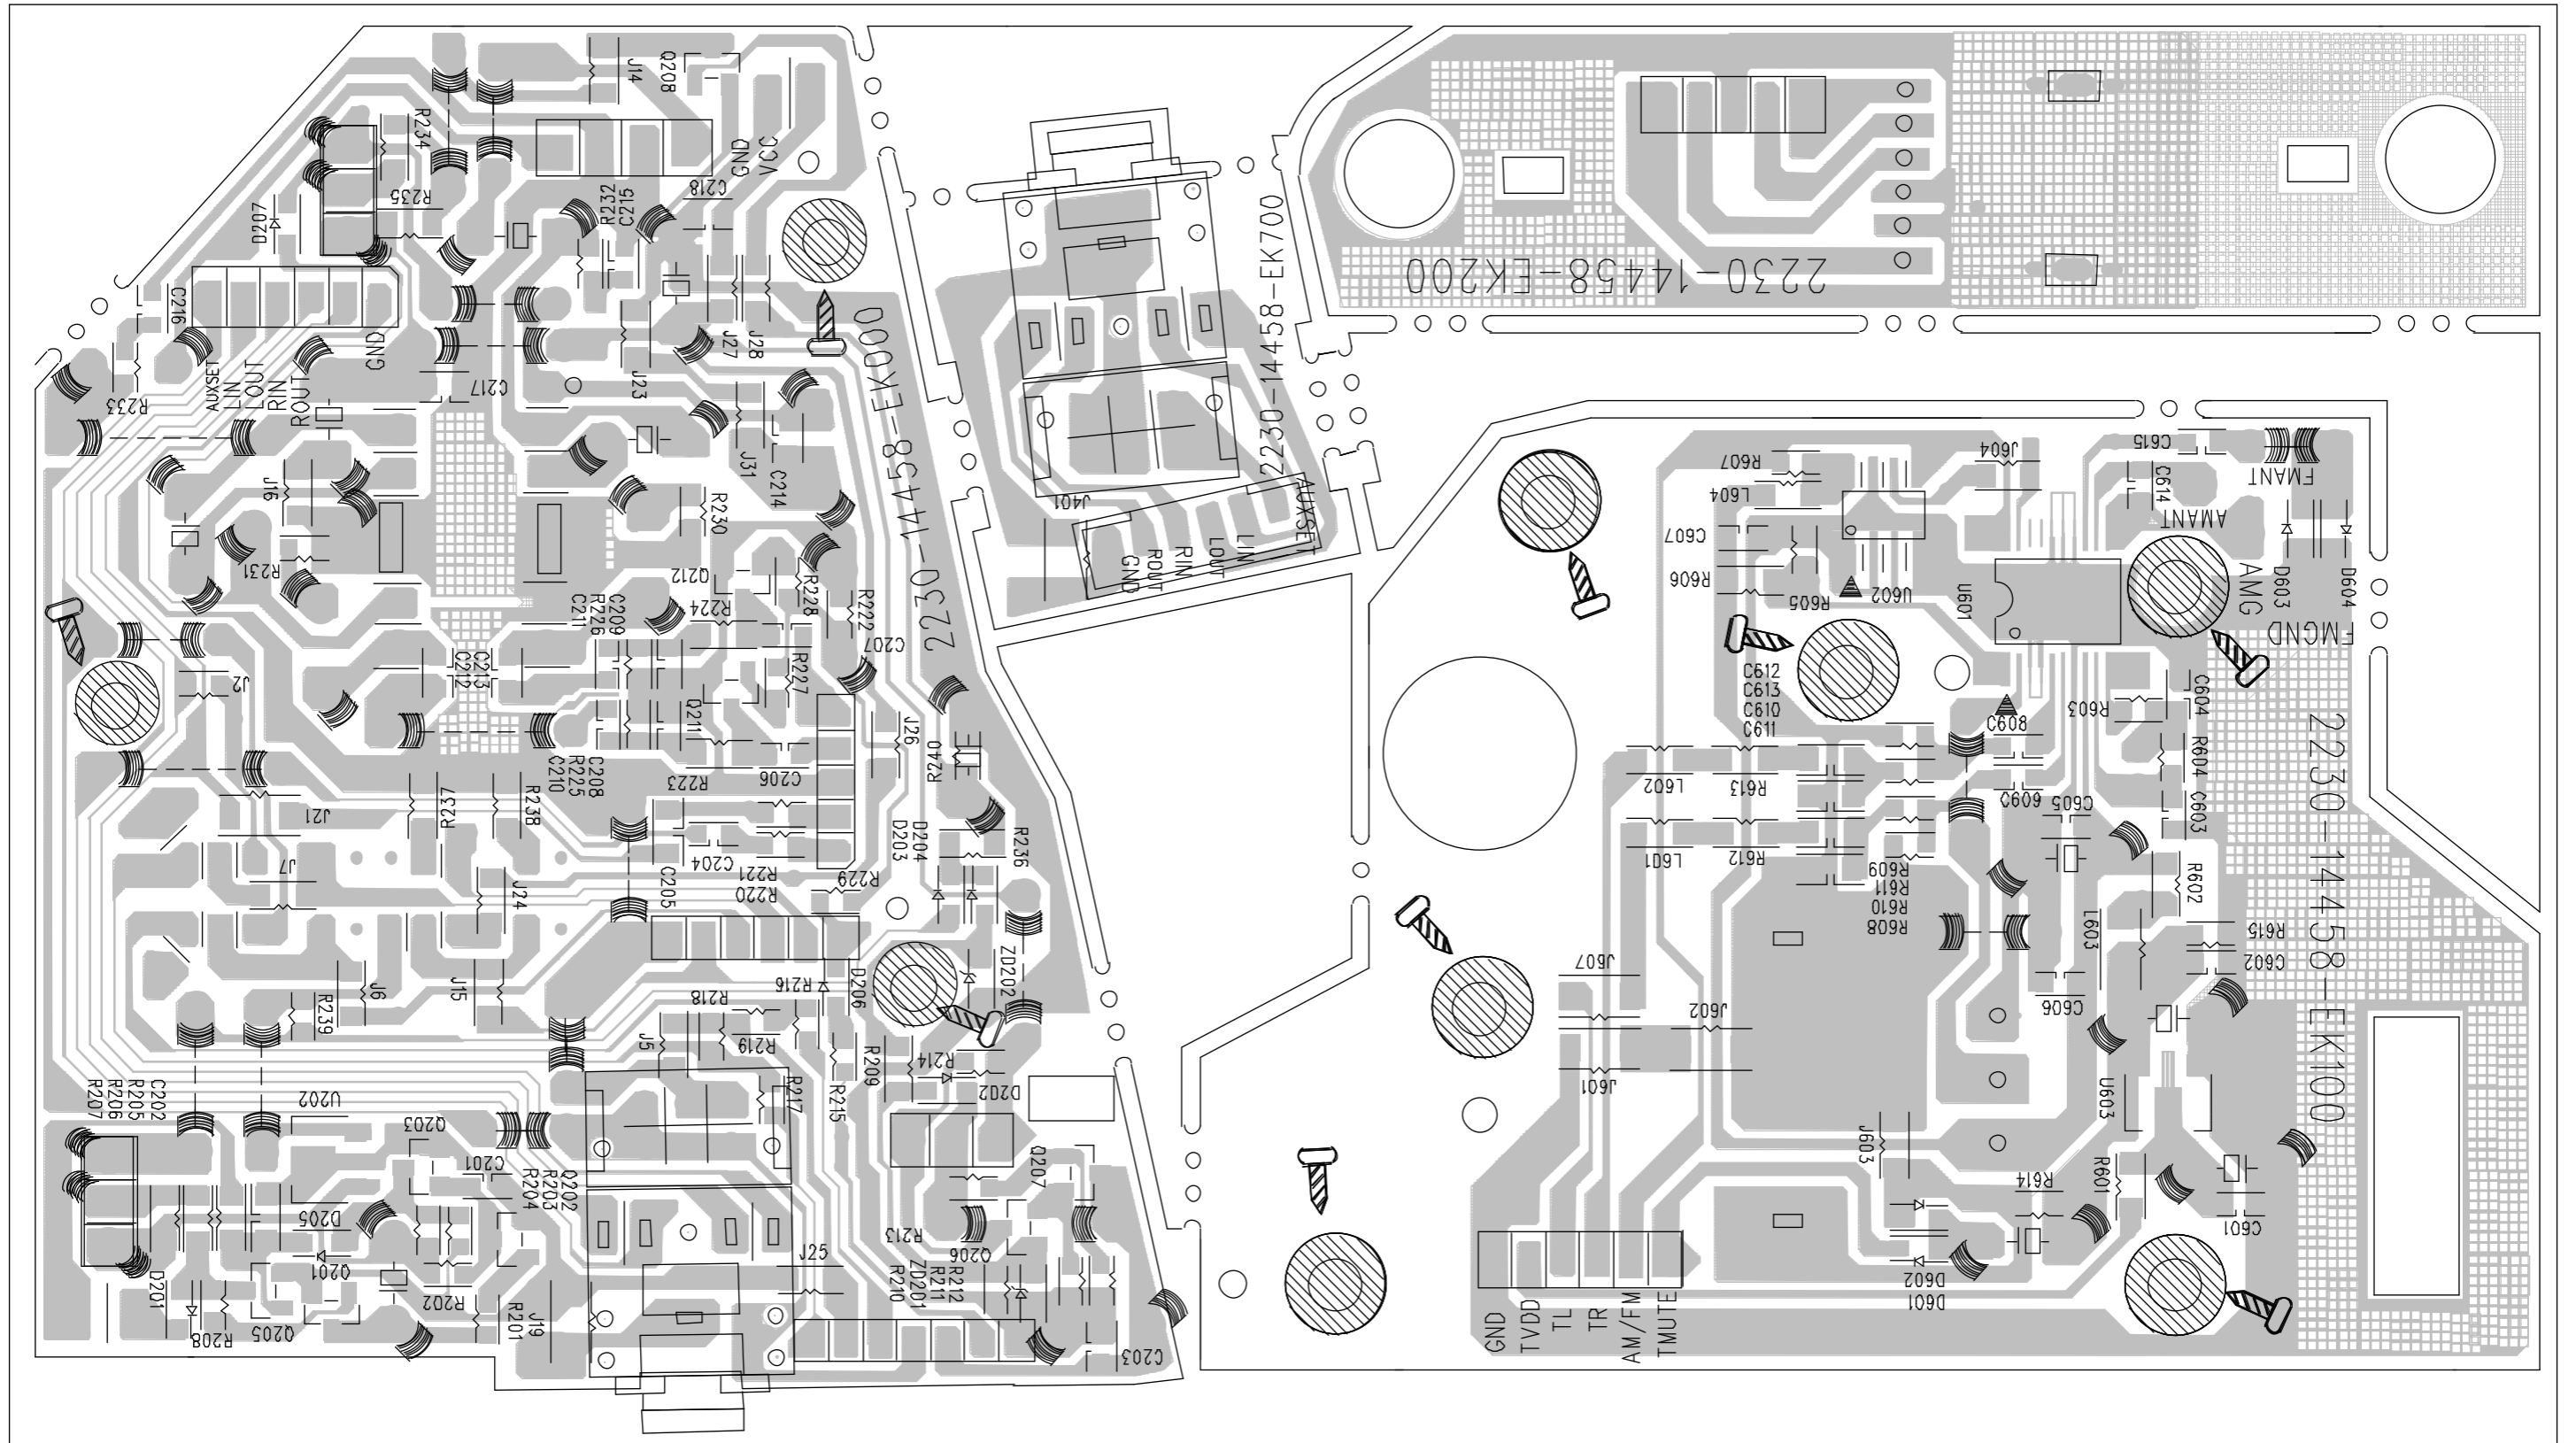 J14
Q208
R234
R235
D207
GND
VCC
R232
C215
C218
C216
R233
GND
AUXSET
LIN
LOUT
RIN
ROUT
C217
J23
J27
J28
J31
C214
J16
R231
R230
Q212
R224
R228
R222
C207
C211
R226
C209
C212
C213
R227
Q211
J2
2230-14458-EK000
J26
R240
C210
R225
C208
R223
C206
J21
R237
R238
D203
D204
R236
J7
J24
C204
R221
R220
C205
R229
J6
J15
R239
R216
R218
D206
ZD202
J5
R219
R209
R214
D202
R217
R215
R207
R206
R205
C202
U202
Q203
C201
R204
R203
Q202
D205
Q201
D201
R208
Q205
R202
R201
J19
J25
Q207
R213
Q206
R210
ZD201
R211
R212
C203
2230-14458-EK700
J401
AUXSET
LIN
LOUT
RIN
ROUT
GND
2230-14458-EK200
R607
L604
C607
R606
R605
U602
J604
C615
FMANT
C614
AMANT
U601
AMG
D603
D604
FMGND
C612
C613
C610
C611
C608
R603
C604
R604
L602
R613
C609
C605
C603
L601
R612
R609
R611
R610
R608
R602
L603
R615
C602
2230-14458-EK100
J607
J602
C606
J601
U603
J603
R614
R601
C601
D602
D601
GND
TVDD
TL
TR
AM/FM
TMUTE